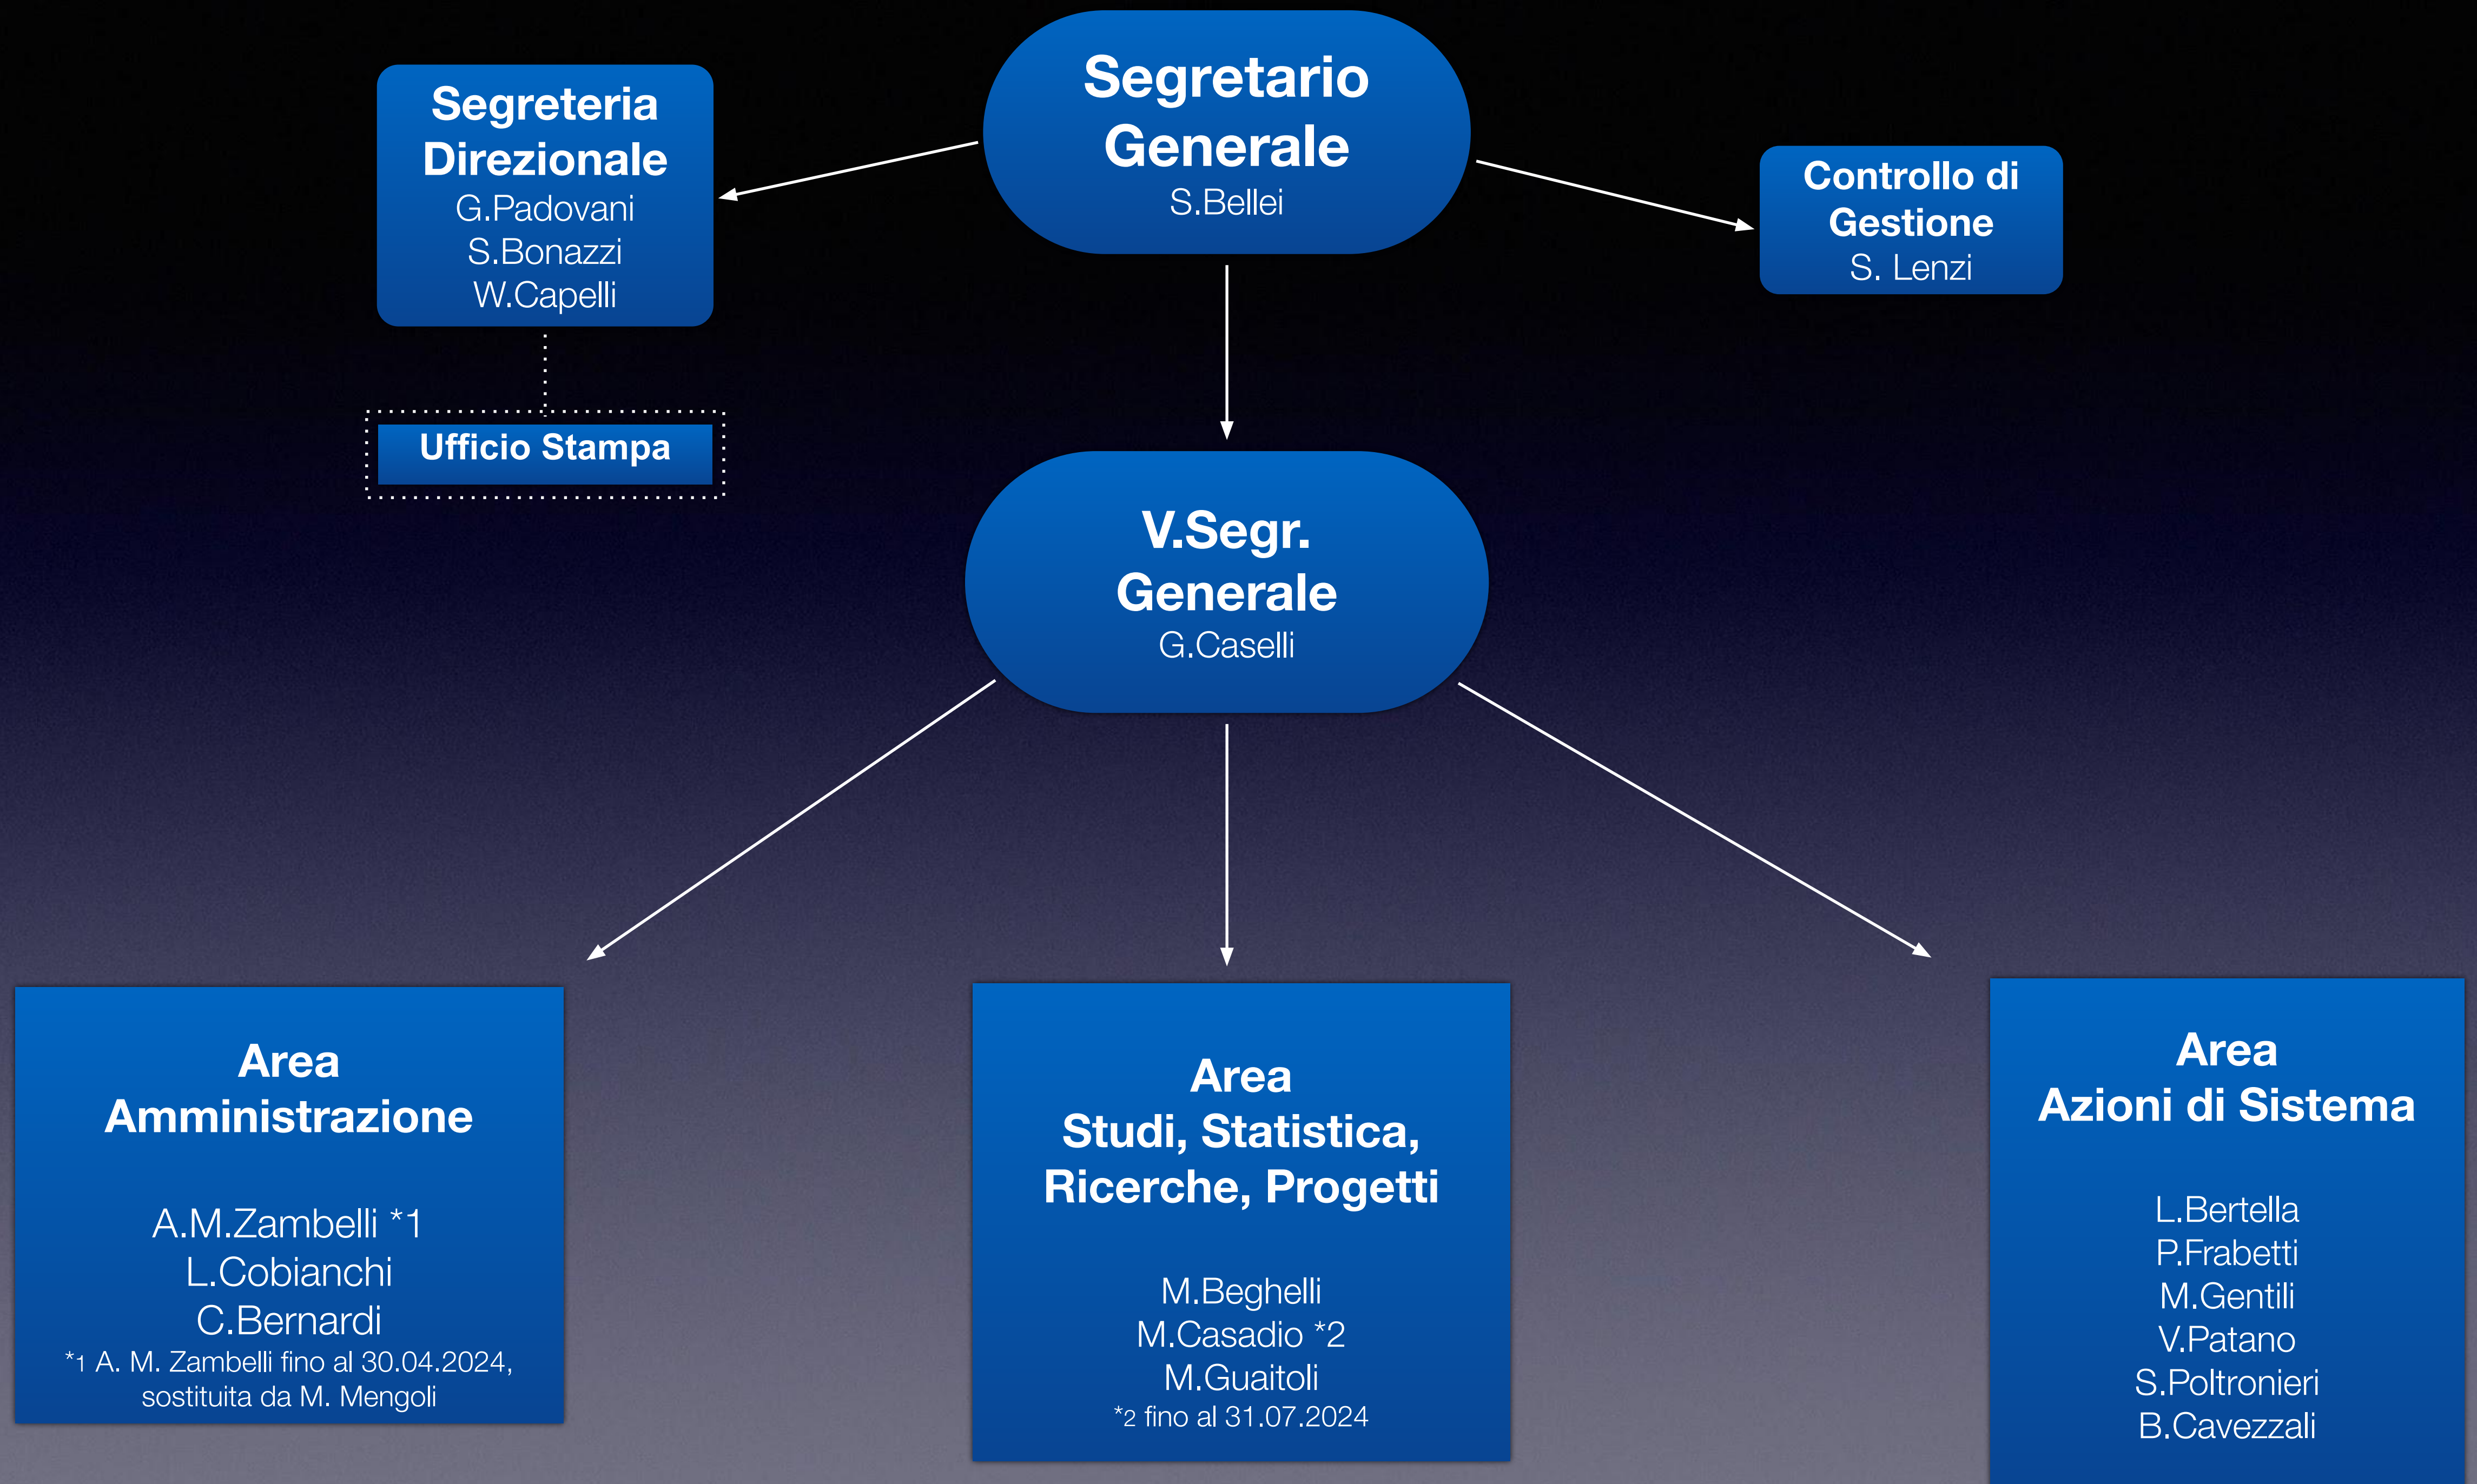 Segretario
Generale
S.Bellei
Segreteria
Direzionale
G.Padovani
S.Bonazzi
W.Capelli
Controllo di
Gestione
S. Lenzi
Ufficio Stampa
V.Segr.
Generale
G.Caselli
Area
Amministrazione
A.M.Zambelli *1
L.Cobianchi
C.Bernardi
*1 A. M. Zambelli fino al 30.04.2024,
sostituita da M. Mengoli
Area
Studi, Statistica,
Ricerche, Progetti
M.Beghelli
M.Casadio *2
M.Guaitoli
*2 fino al 31.07.2024
Area
Azioni di Sistema
L.Bertella
P.Frabetti
M.Gentili
V.Patano
S.Poltronieri
B.Cavezzali